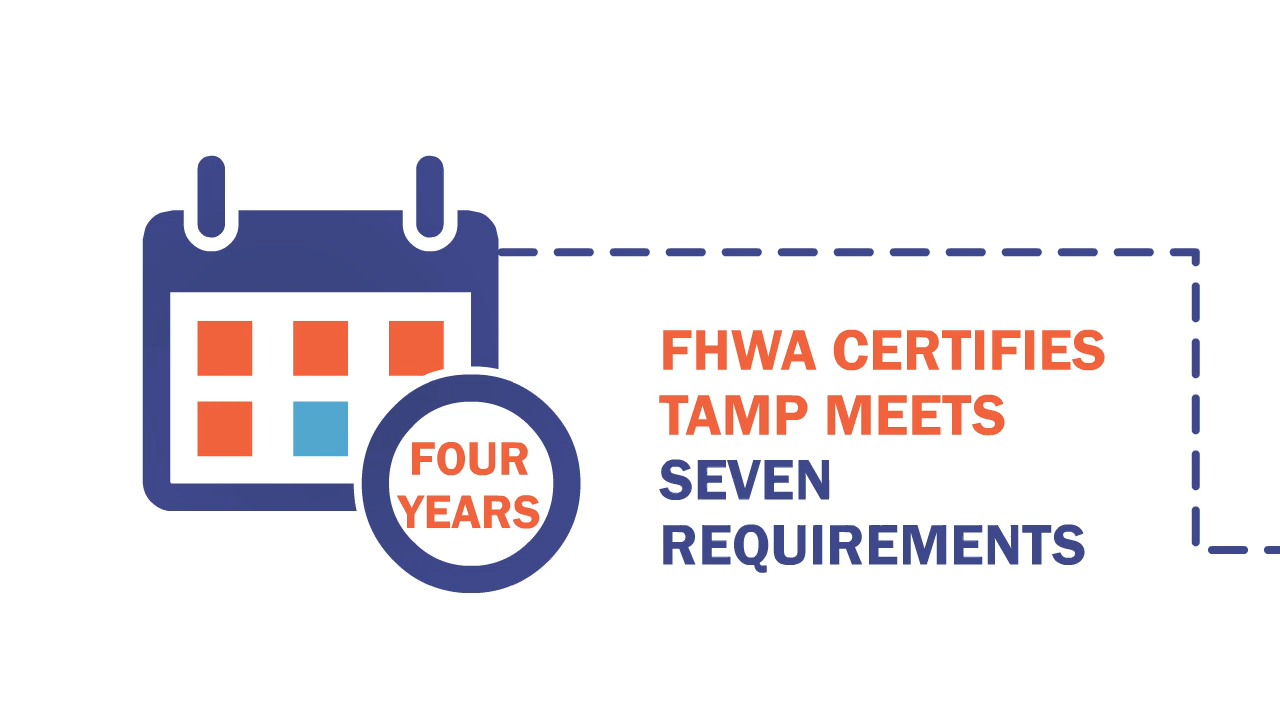 FOUR
YEARS
FHWA CERTIFIES
TAMP MEETS
SEVEN
REQUIREMENTS